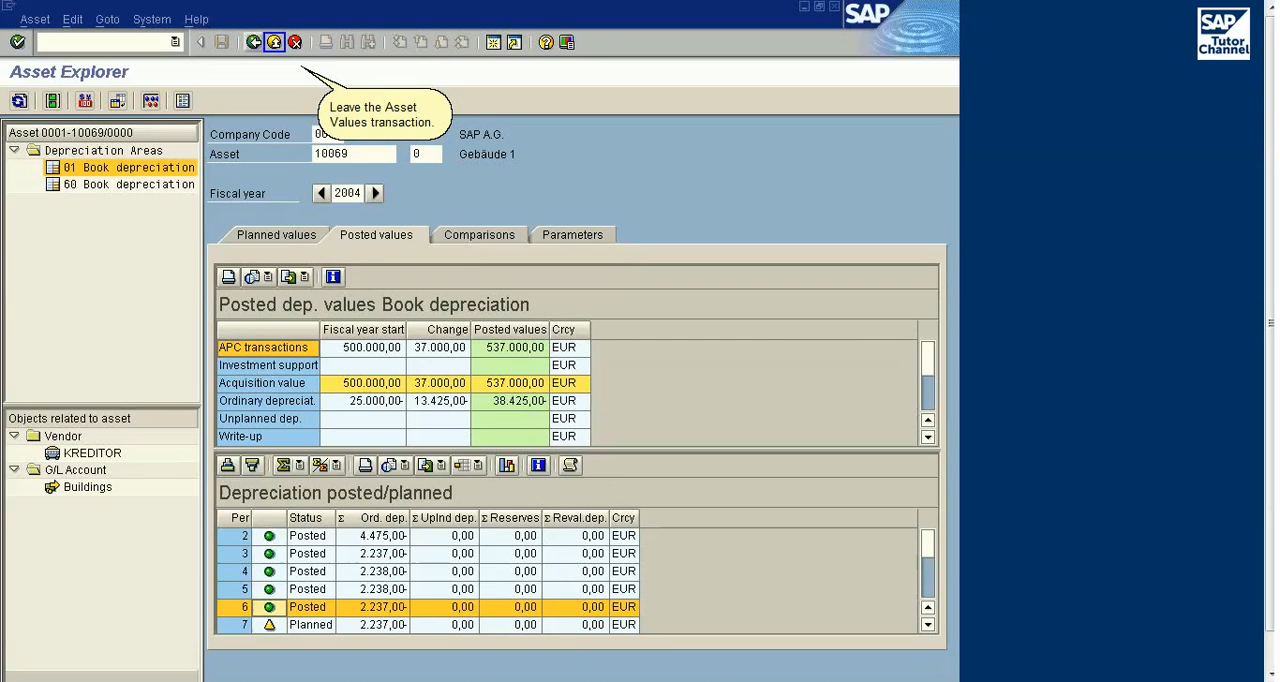 Asset Edit Goto System Help
SAP
SAP
Tutor
Channel
Asset Explorer
Leave the Asset
Values transaction.
Asset 0001-10069/0000
Depreciation Areas
01 Book depreciation
60 Book depreciation
Company Code SAP A.G.
Asset 10069 0 Gebäude 1
Fiscal year 2004
Planned values Posted values Comparisons Parameters
Posted dep. values Book depreciation
Fiscal year start Change Posted values Crcy
APC transactions 500.000,00 37.000,00 537.000,00 EUR
Investment support EUR
Acquisition value 500.000,00 37.000,00 537.000,00 EUR
Ordinary depreciat. 25.000,00- 13.425,00- 38.425,00- EUR
Unplanned dep. EUR
Write-up EUR
Objects related to asset
Vendor
KREDITOR
G/L Account
Buildings
Depreciation posted/planned
Per Status Σ Ord. dep. Σ UplInd dep. Σ Reserves Σ Reval.dep. Crcy
2 Posted 4.475,00- 0,00 0,00 0,00 EUR
3 Posted 2.237,00- 0,00 0,00 0,00 EUR
4 Posted 2.238,00- 0,00 0,00 0,00 EUR
5 Posted 2.238,00- 0,00 0,00 0,00 EUR
6 Posted 2.237,00- 0,00 0,00 0,00 EUR
7 Planned 2.237,00- 0,00 0,00 0,00 EUR